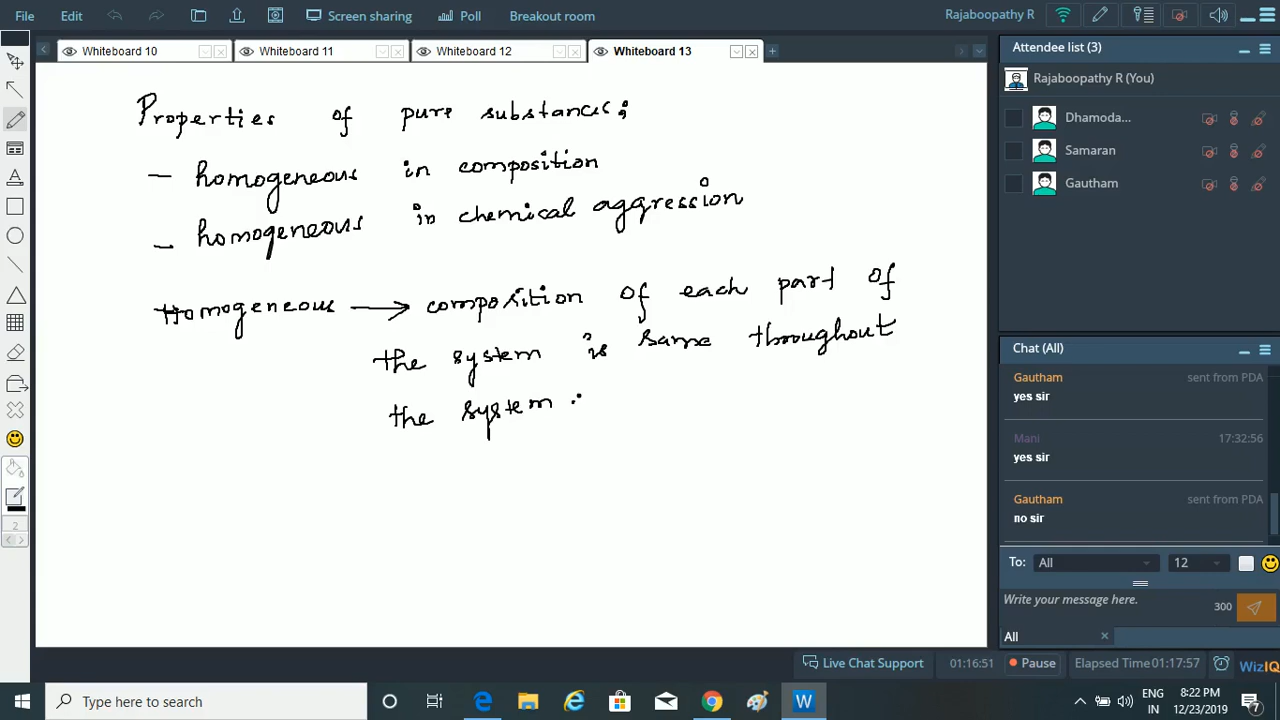 File Edit Screen sharing Poll Breakout room Rajaboopathy R
Whiteboard 10 Whiteboard 11 Whiteboard 12 Whiteboard 13
Properties of pure substances:
- homogeneous in composition
- homogeneous in chemical aggression
Homogeneous → composition of each part of
the system is same throughout
the system.
Attendee list (3)
Rajaboopathy R (You)
Dhamoda...
Samaran
Gautham
Chat (All)
Gautham sent from PDA
yes sir
Mani 17:32:56
yes sir
Gautham sent from PDA
no sir
To: All 12
Write your message here. 300
All
2
Live Chat Support 01:16:51 Pause Elapsed Time 01:17:57 WizIQ
Type here to search
ENG 8:22 PM
IN 12/23/2019 7